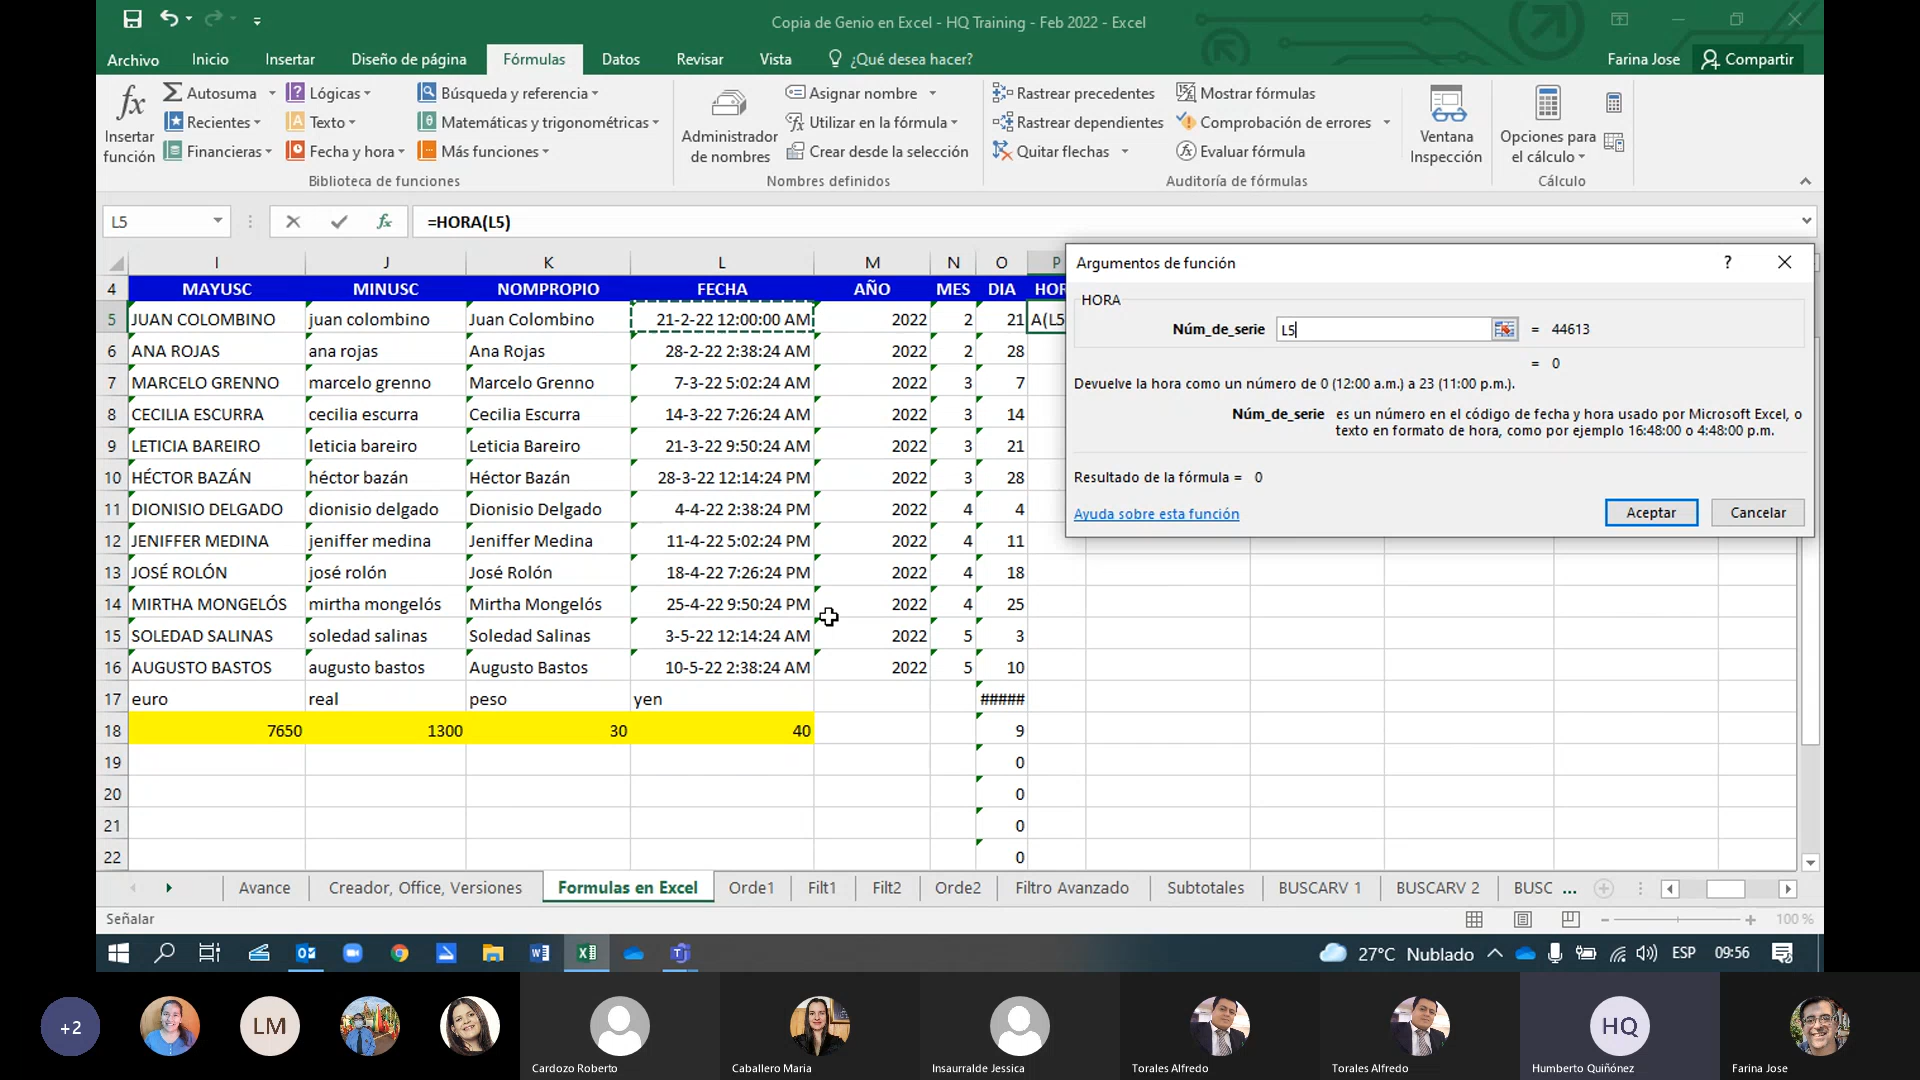 Copia de Genio en Excel - HQ Training - Feb 2022 - Excel
Archivo Inicio Insertar Diseño de página Fórmulas Datos Revisar Vista ¿Qué desea hacer? Farina Jose Compartir
fx Autosuma Lógicas Búsqueda y referencia Asignar nombre Rastrear precedentes Mostrar fórmulas
Insertar función Recientes Texto Matemáticas y trigonométricas Administrador de nombres Utilizar en la fórmula Rastrear dependientes Comprobación de errores Ventana Inspección Opciones para el cálculo
Financieras Fecha y hora Más funciones Crear desde la selección Quitar flechas Evaluar fórmula
Biblioteca de funciones Nombres definidos Auditoría de fórmulas Cálculo
L5 fx =HORA(L5)
I J K L M N O P
4 MAYUSC MINUSC NOMPROPIO FECHA AÑO MES DIA HOR
5 JUAN COLOMBINO juan colombino Juan Colombino 21-2-22 12:00:00 AM 2022 2 21 A(L5
6 ANA ROJAS ana rojas Ana Rojas 28-2-22 2:38:24 AM 2022 2 28
7 MARCELO GRENNO marcelo grenno Marcelo Grenno 7-3-22 5:02:24 AM 2022 3 7
8 CECILIA ESCURRA cecilia escurra Cecilia Escurra 14-3-22 7:26:24 AM 2022 3 14
9 LETICIA BAREIRO leticia bareiro Leticia Bareiro 21-3-22 9:50:24 AM 2022 3 21
10 HÉCTOR BAZÁN héctor bazán Héctor Bazán 28-3-22 12:14:24 PM 2022 3 28
11 DIONISIO DELGADO dionisio delgado Dionisio Delgado 4-4-22 2:38:24 PM 2022 4 4
12 JENIFFER MEDINA jeniffer medina Jeniffer Medina 11-4-22 5:02:24 PM 2022 4 11
13 JOSÉ ROLÓN josé rolón José Rolón 18-4-22 7:26:24 PM 2022 4 18
14 MIRTHA MONGELÓS mirtha mongelós Mirtha Mongelós 25-4-22 9:50:24 PM 2022 4 25
15 SOLEDAD SALINAS soledad salinas Soledad Salinas 3-5-22 12:14:24 AM 2022 5 3
16 AUGUSTO BASTOS augusto bastos Augusto Bastos 10-5-22 2:38:24 AM 2022 5 10
17 euro real peso yen #####
18 7650 1300 30 40 9
19 0
20 0
21 0
22 0
Argumentos de función ?
HORA
Núm_de_serie L5 = 44613
= 0
Devuelve la hora como un número de 0 (12:00 a.m.) a 23 (11:00 p.m.).
Núm_de_serie es un número en el código de fecha y hora usado por Microsoft Excel, o
texto en formato de hora, como por ejemplo 16:48:00 o 4:48:00 p.m.
Resultado de la fórmula = 0
Ayuda sobre esta función Aceptar Cancelar
Avance Creador, Office, Versiones Formulas en Excel Orde1 Filt1 Filt2 Orde2 Filtro Avanzado Subtotales BUSCARV 1 BUSCARV 2 BUSC ...
Señalar 100 %
27°C Nublado ESP 09:56
+2 LM HQ
Cardozo Roberto Caballero Maria Insaurralde Jessica Torales Alfredo Torales Alfredo Humberto Quiñónez Farina Jose